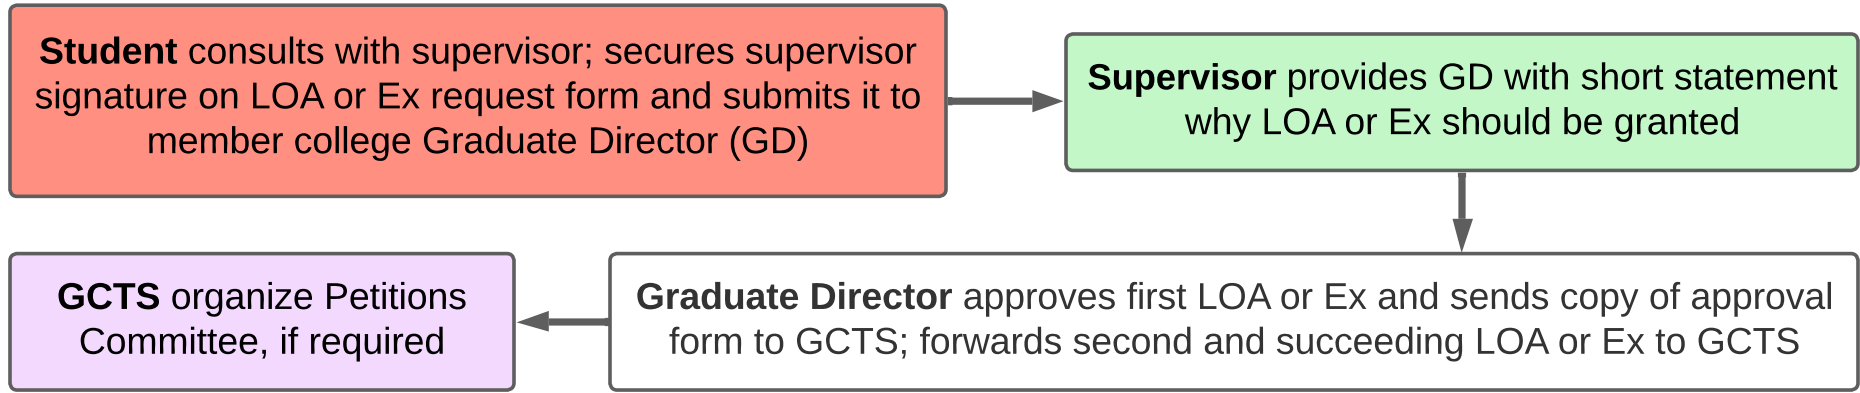 Student consults with supervisor; secures supervisor
signature on LOA or Ex request form and submits it to
member college Graduate Director (GD)
Supervisor provides GD with short statement
why LOA or Ex should be granted
Graduate Director approves first LOA or Ex and sends copy of approval
form to GCTS; forwards second and succeeding LOA or Ex to GCTS
GCTS organize Petitions
Committee, if required